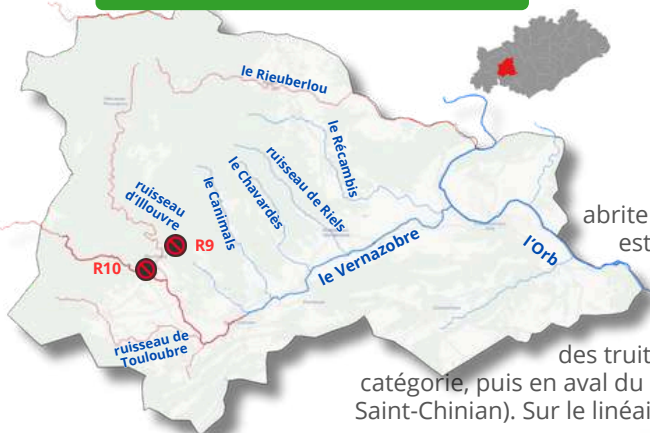 le Rieuberlou
le Récambis
ruisseau de Riels
le Chavardès
le Canimals
ruisseau
d'Illouvre
R9
R10
le Vernazobre
l'Orb
ruisseau de
Touloubre
abrite
est
des truit
catégorie, puis en aval du
Saint-Chinian). Sur le linéai